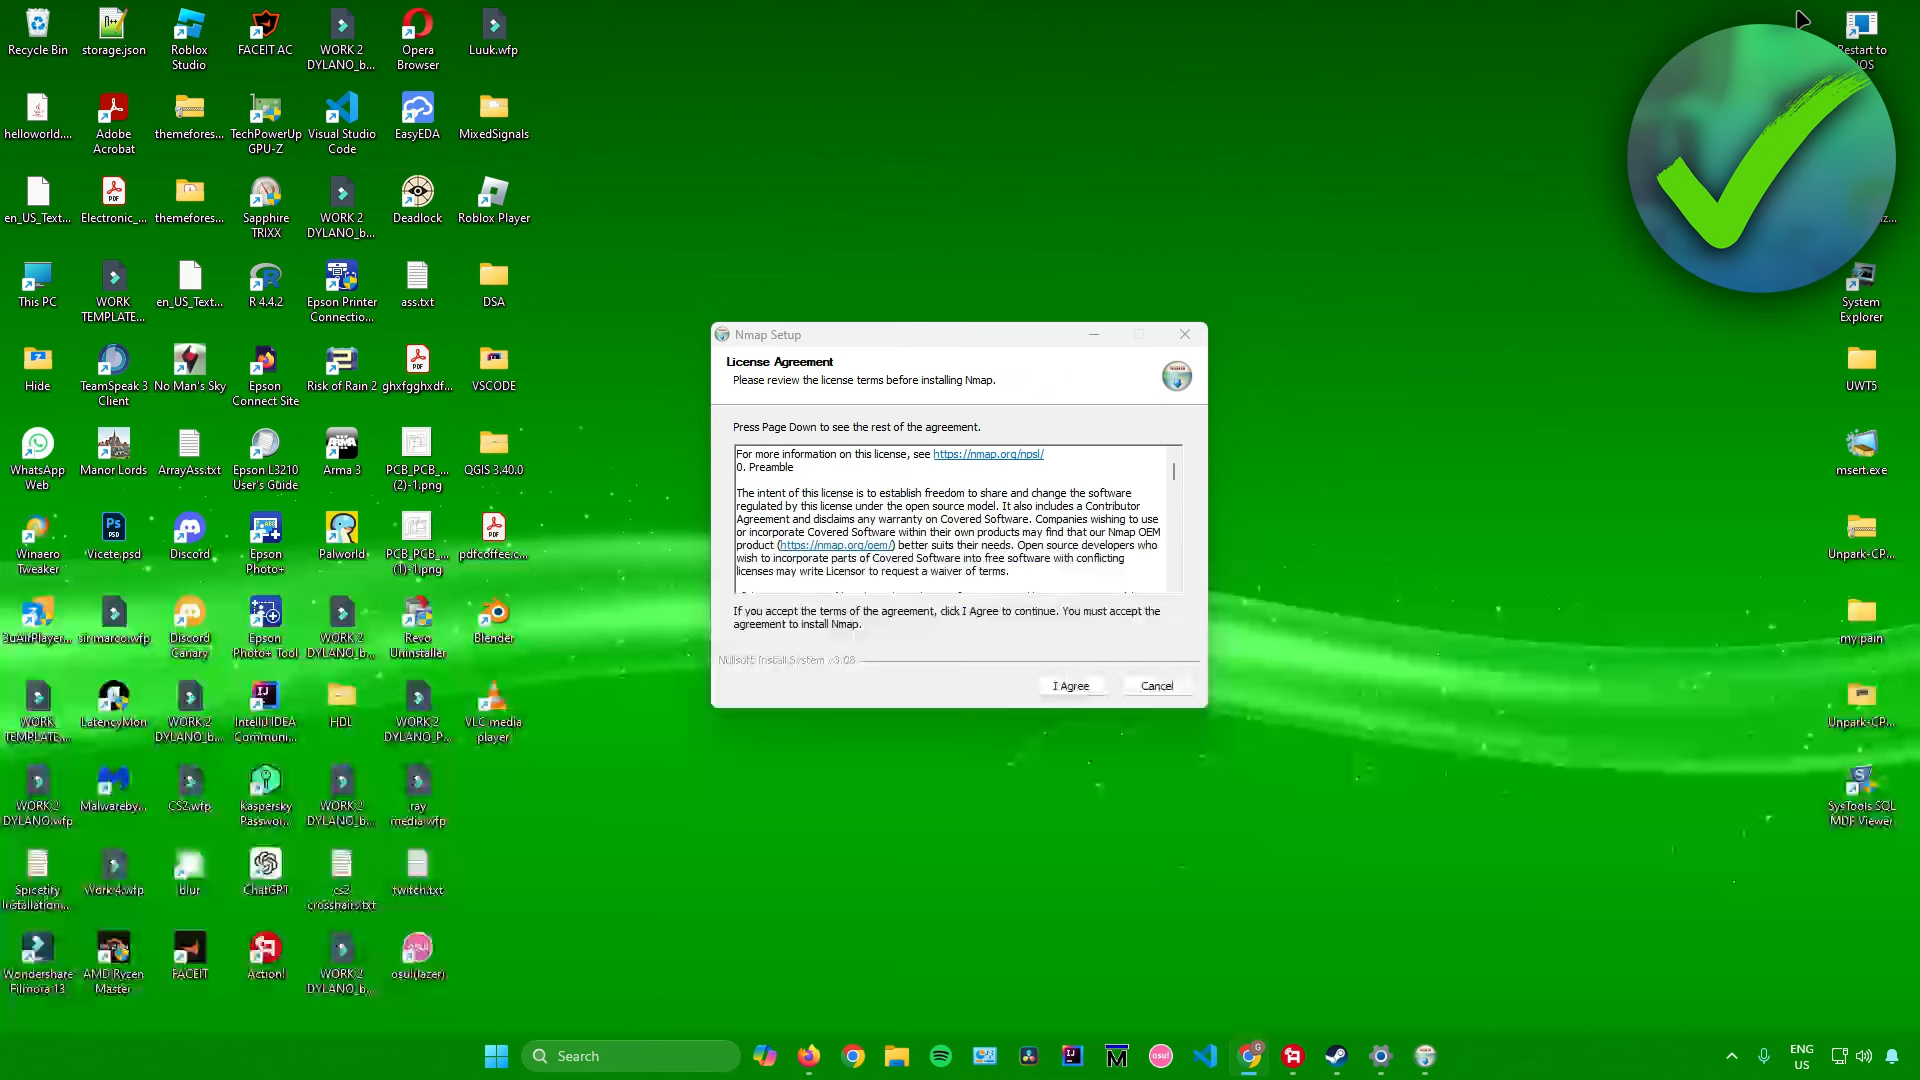 Recycle Bin
storage.json
Roblox
Studio
FACEIT AC
WORK 2
DYLANO_b...
Opera
Browser
Luuk.wfp
Restart to
helloworld....
Adobe
Acrobat
themefores...
TechPowerUp
GPU-Z
Visual Studio
Code
EasyEDA
MixedSignals
en_US_Text...
Electronic_...
themefores...
Sapphire
TRIXX
WORK 2
DYLANO_b...
Deadlock
Roblox Player
This PC
WORK
TEMPLATE...
en_US_Text...
R 4.4.2
Epson Printer
Connectio...
ass.txt
DSA
System
Explorer
Hide
TeamSpeak 3
Client
No Man's Sky
Epson
Connect Site
Risk of Rain 2
ghxfgghxdf...
VSCODE
UWT5
WhatsApp
Web
Manor Lords
ArrayAss.txt
Epson L3210
User's Guide
Arma 3
PCB_PCB_...
(2)-1.png
QGIS 3.40.0
msert.exe
Winaero
Tweaker
Vicete.psd
Discord
Epson
Photo+
Palworld
PCB_PCB_...
(1)-1.png
pdfcoffee.c...
Unpark-CP...
3uAirPlayer...
sir marco.wfp
Discord
Canary
Epson
Photo+ Tool
WORK 2
DYLANO_b...
Revo
Uninstaller
Blender
my pain
WORK
TEMPLATE...
LatencyMon
WORK 2
DYLANO_b...
IntelliJ IDEA
Communi...
HDL
WORK 2
DYLANO_P...
VLC media
player
Unpark-CP...
WORK 2
DYLANO.wfp
Malwareby...
CS2.wfp
Kaspersky
Passwo...
WORK 2
DYLANO_b...
ray
media.wfp
SysTools SQL
MDF Viewer
Spicetify
Installation...
Work 4.wfp
blur
ChatGPT
cs2
crosshairs.txt
twitch.txt
Wondershare
Filmora 13
AMD Ryzen
Master
FACEIT
Action!
WORK 2
DYLANO_b...
osu!(lazer)
Nmap Setup
License Agreement
Please review the license terms before installing Nmap.
Press Page Down to see the rest of the agreement.
For more information on this license, see https://nmap.org/npsl/
0. Preamble
The intent of this license is to establish freedom to share and change the software
regulated by this license under the open source model. It also includes a Contributor
Agreement and disclaims any warranty on Covered Software. Companies wishing to use
or incorporate Covered Software within their own products may find that our Nmap OEM
product (https://nmap.org/oem/) better suits their needs. Open source developers who
wish to incorporate parts of Covered Software into free software with conflicting
licenses may write Licensor to request a waiver of terms.
If you accept the terms of the agreement, click I Agree to continue. You must accept the
agreement to install Nmap.
Nullsoft Install System v3.08
I Agree
Cancel
Search
ENG
US